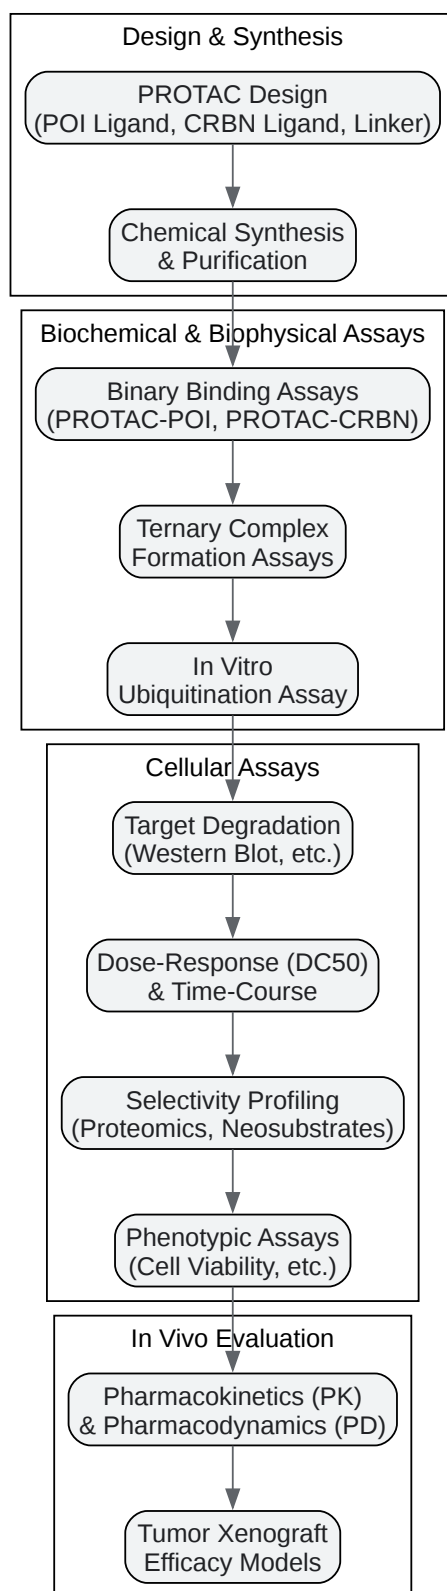 Design & Synthesis
PROTAC Design
(POI Ligand, CRBN Ligand, Linker)
Chemical Synthesis
& Purification
Biochemical & Biophysical Assays
Binary Binding Assays
(PROTAC-POI, PROTAC-CRBN)
Ternary Complex
Formation Assays
In Vitro
Ubiquitination Assay
Cellular Assays
Target Degradation
(Western Blot, etc.)
Dose-Response (DC50)
& Time-Course
Selectivity Profiling
(Proteomics, Neosubstrates)
Phenotypic Assays
(Cell Viability, etc.)
In Vivo Evaluation
Pharmacokinetics (PK)
& Pharmacodynamics (PD)
Tumor Xenograft
Efficacy Models